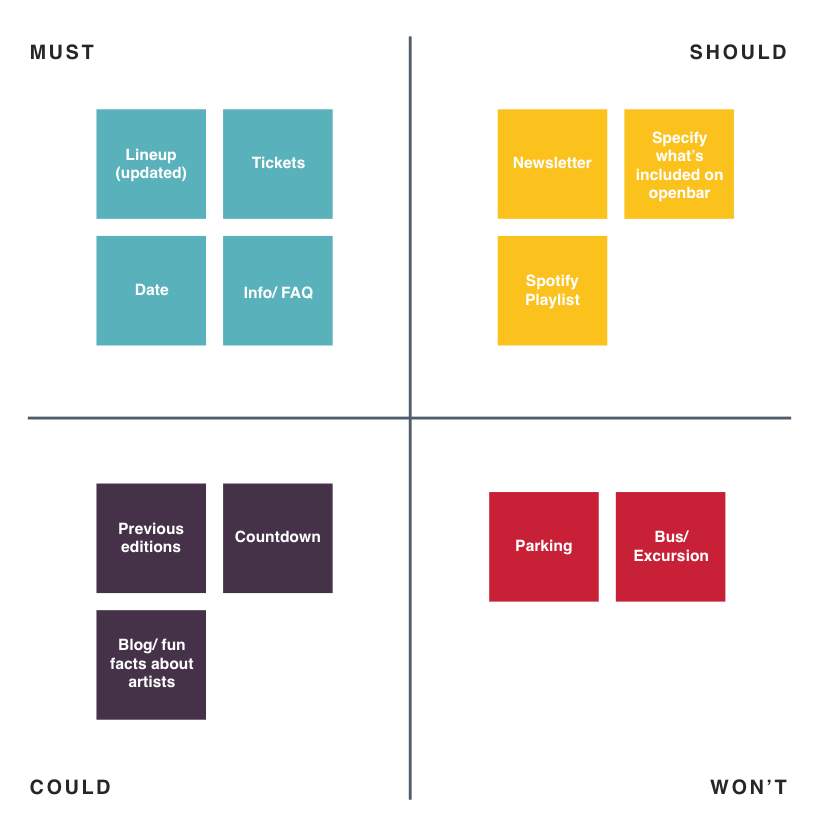 MUST
SHOULD
Lineup
(updated)
Tickets
Date
Info/ FAQ
Newsletter
Specify
what's
included on
openbar
Spotify
Playlist
Previous
editions
Countdown
Blog/ fun
facts about
artists
Parking
Bus/
Excursion
COULD
WON'T